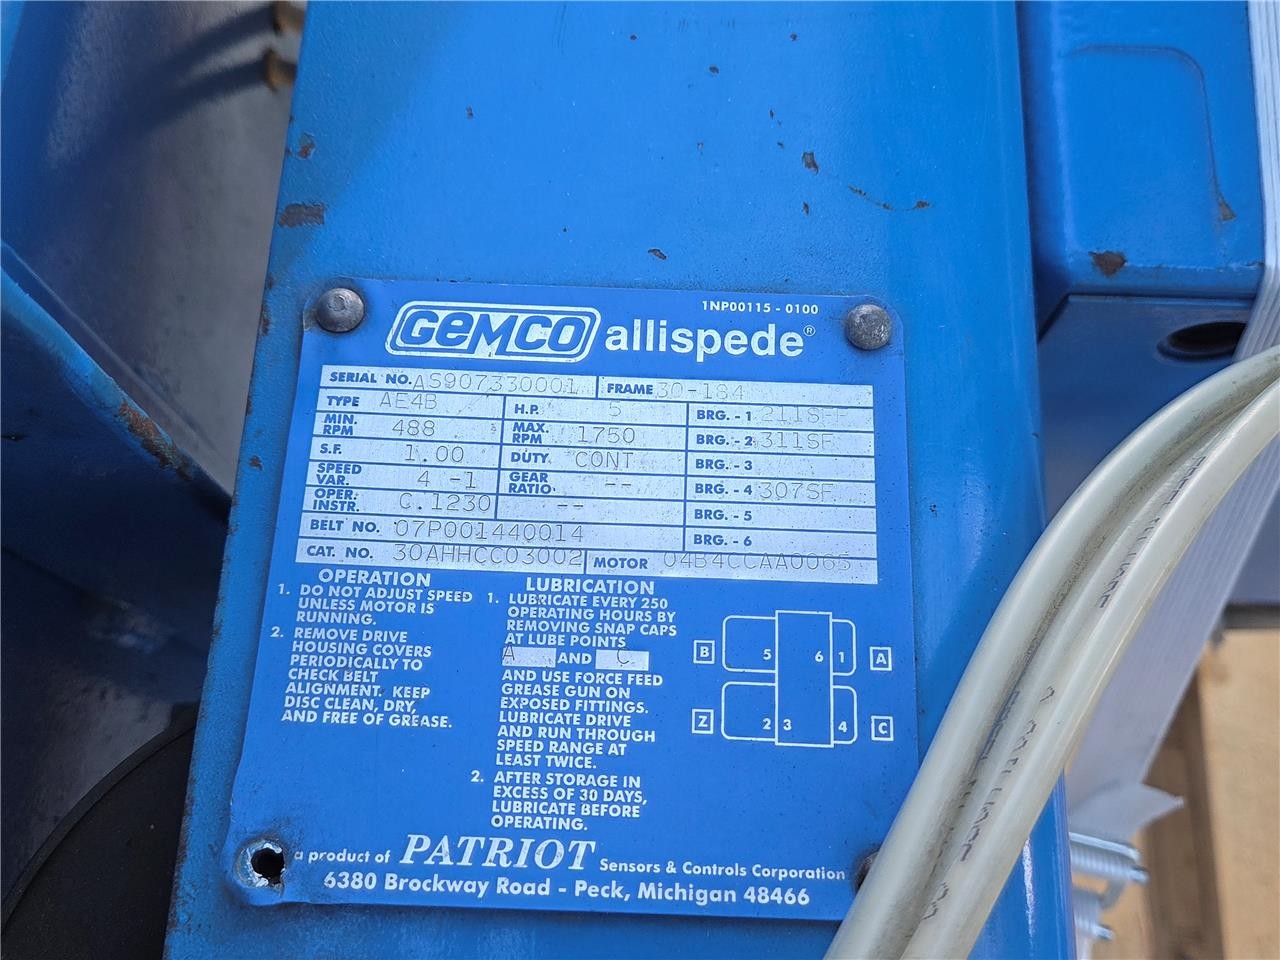 1NP00115-0100
GEMCO allispede®
SERIAL NO. AS907330001 FRAME 30-184
TYPE AE4B H.P. 5 BRG. - 1 211SFF
MIN. RPM 488 MAX. RPM 1750 BRG. - 2 311SF
S.F. 1.00 DUTY CONT BRG. - 3
SPEED VAR. 4 -1 GEAR RATIO -- BRG. - 4 307SF
OPER. INSTR. C.1230 -- BRG. - 5
BELT NO. 07P001440014 BRG. - 6
CAT. NO. 30AHHCC03002 MOTOR 04B4CCAA0065
OPERATION
1. DO NOT ADJUST SPEED
UNLESS MOTOR IS
RUNNING.
2. REMOVE DRIVE
HOUSING COVERS
PERIODICALLY TO
CHECK BELT
ALIGNMENT. KEEP
DISC CLEAN, DRY,
AND FREE OF GREASE.
LUBRICATION
1. LUBRICATE EVERY 250
OPERATING HOURS BY
REMOVING SNAP CAPS
AT LUBE POINTS
A AND C
AND USE FORCE FEED
GREASE GUN ON
EXPOSED FITTINGS.
LUBRICATE DRIVE
AND RUN THROUGH
SPEED RANGE AT
LEAST TWICE.
2. AFTER STORAGE IN
EXCESS OF 30 DAYS,
LUBRICATE BEFORE
OPERATING.
B 5 6 1 A
Z 2 3 4 C
a product of PATRIOT Sensors & Controls Corporation
6380 Brockway Road - Peck, Michigan 48466